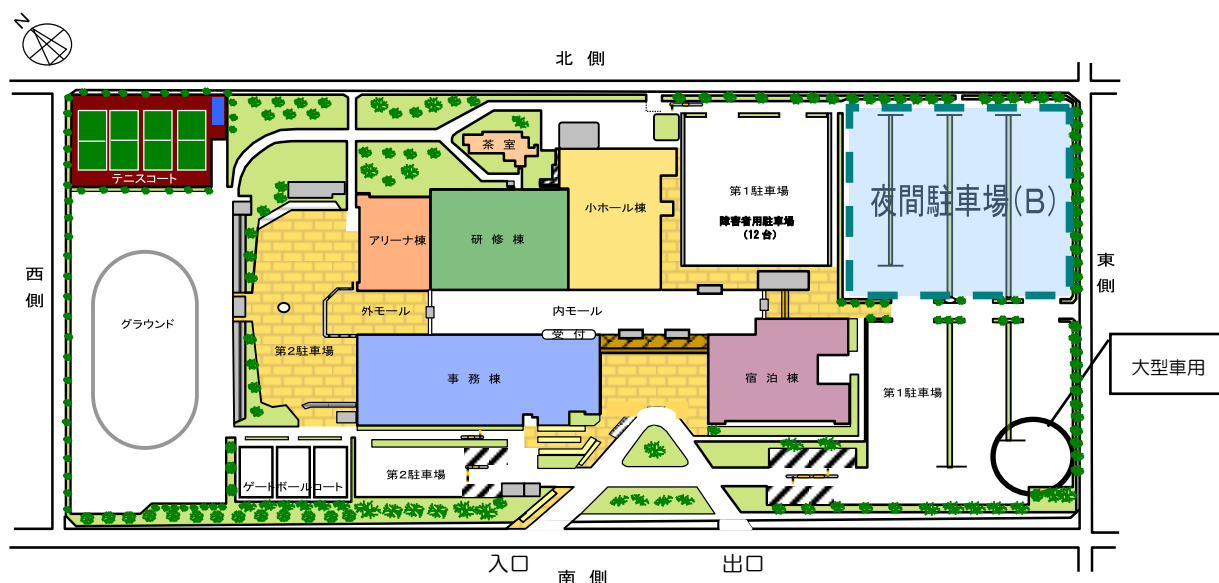 N
北 側
茶 室
テニスコート
第1駐車場
障害者用駐車場
(12台)
夜間駐車場(B)
アリーナ棟
研 修 棟
小ホール棟
西
側
東
側
グラウンド
外モール
内モール
受 付
第2駐車場
事 務 棟
宿 泊 棟
第1駐車場
大型車用
ゲートボールコート
第2駐車場
入口
出口
南 側